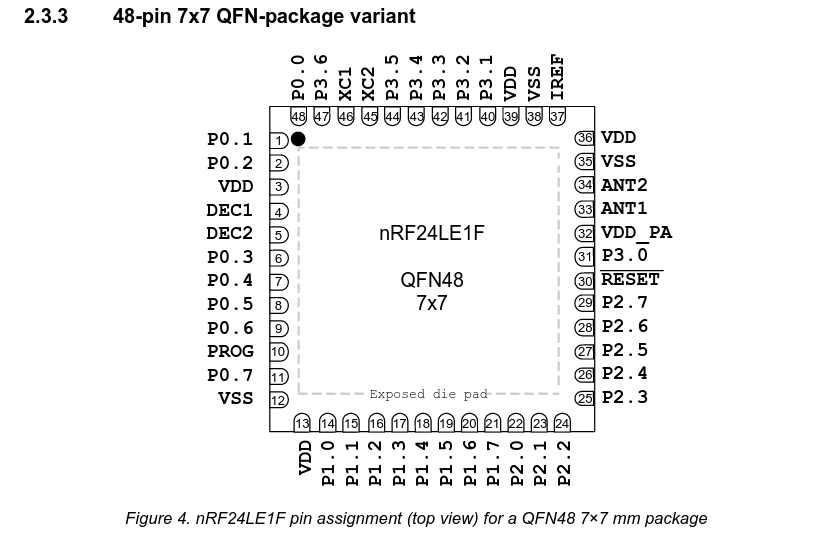 2.3.3 48-pin 7x7 QFN-package variant
P0.0 P3.6 XC1 XC2 P3.5 P3.4 P3.3 P3.2 P3.1 VDD VSS IREF
48 47 46 45 44 43 42 41 40 39 38 37
P0.1 1 36 VDD
P0.2 2 35 VSS
VDD 3 34 ANT2
DEC1 4 33 ANT1
DEC2 5 nRF24LE1F 32 VDD_PA
P0.3 6 31 P3.0
P0.4 7 QFN48 30 RESET
P0.5 8 7x7 29 P2.7
P0.6 9 28 P2.6
PROG 10 27 P2.5
P0.7 11 26 P2.4
VSS 12 Exposed die pad 25 P2.3
13 14 15 16 17 18 19 20 21 22 23 24
VDD P1.0 P1.1 P1.2 P1.3 P1.4 P1.5 P1.6 P1.7 P2.0 P2.1 P2.2
Figure 4. nRF24LE1F pin assignment (top view) for a QFN48 7×7 mm package